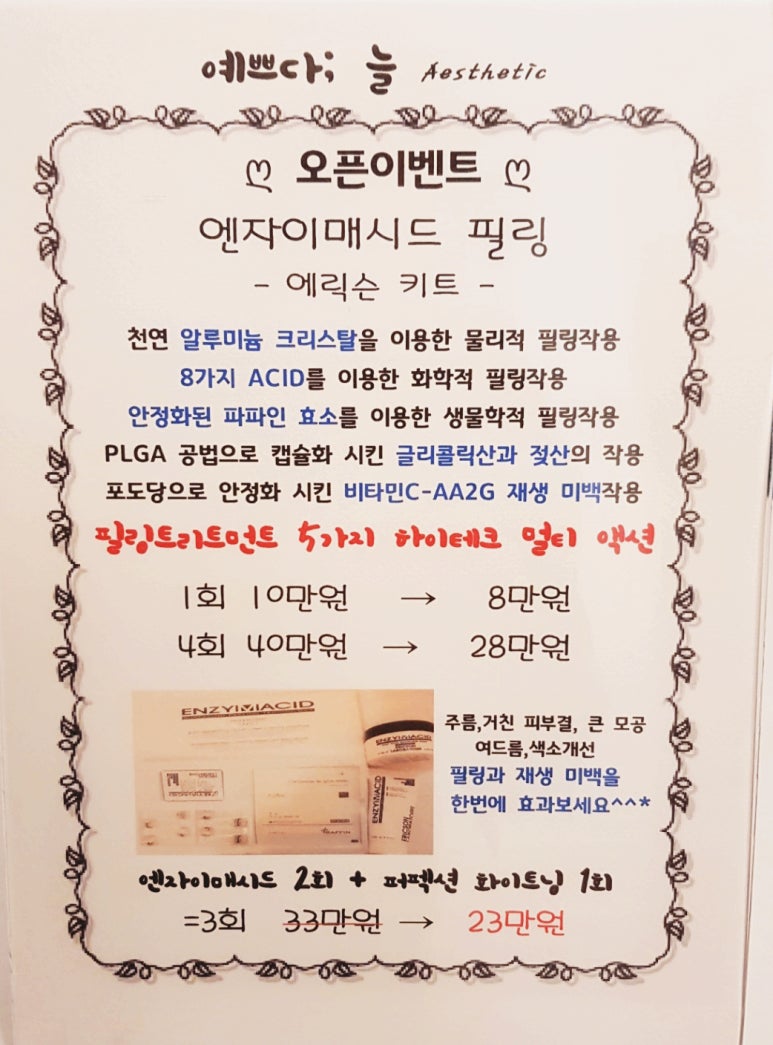 예쁘다; 늘 Aesthetic
오픈이벤트
엔자이매시드 필링
- 에릭슨 키트 -
천연 알루미늄 크리스탈을 이용한 물리적 필링작용
8가지 ACID를 이용한 화학적 필링작용
안정화된 파파인 효소를 이용한 생물학적 필링작용
PLGA 공법으로 캡슐화 시킨 글리콜릭산과 젖산의 작용
포도당으로 안정화 시킨 비타민C-AA2G 재생 미백작용
필링트리트먼트 5가지 하이테크 멀티 액션
1회 10만원 → 8만원
4회 40만원 → 28만원
ENZYMACID
ENZYMACID
ENZYMACID
ERICSON
주름,거친 피부결, 큰 모공
여드름,색소개선
필링과 재생 미백을
한번에 효과보세요^^*
엔자이매시드 2회 + 퍼펙션 화이트닝 1회
=3회 33만원 → 23만원